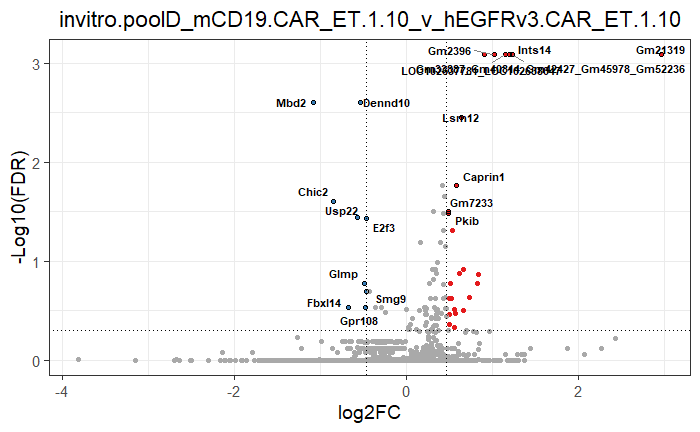 invitro.poolD_mCD19.CAR_ET.1.10_v_hEGFRv3.CAR_ET.1.10
Gm2396
Ints14
Gm21319
Mbd2
Dennd10
Lsm12
Caprin1
Chic2
Gm7233
Usp22
Pkib
E2f3
Glmp
Smg9
Fbxl14
Gpr108
-Log10(FDR)
3
2
1
0
-4
-2
0
2
log2FC